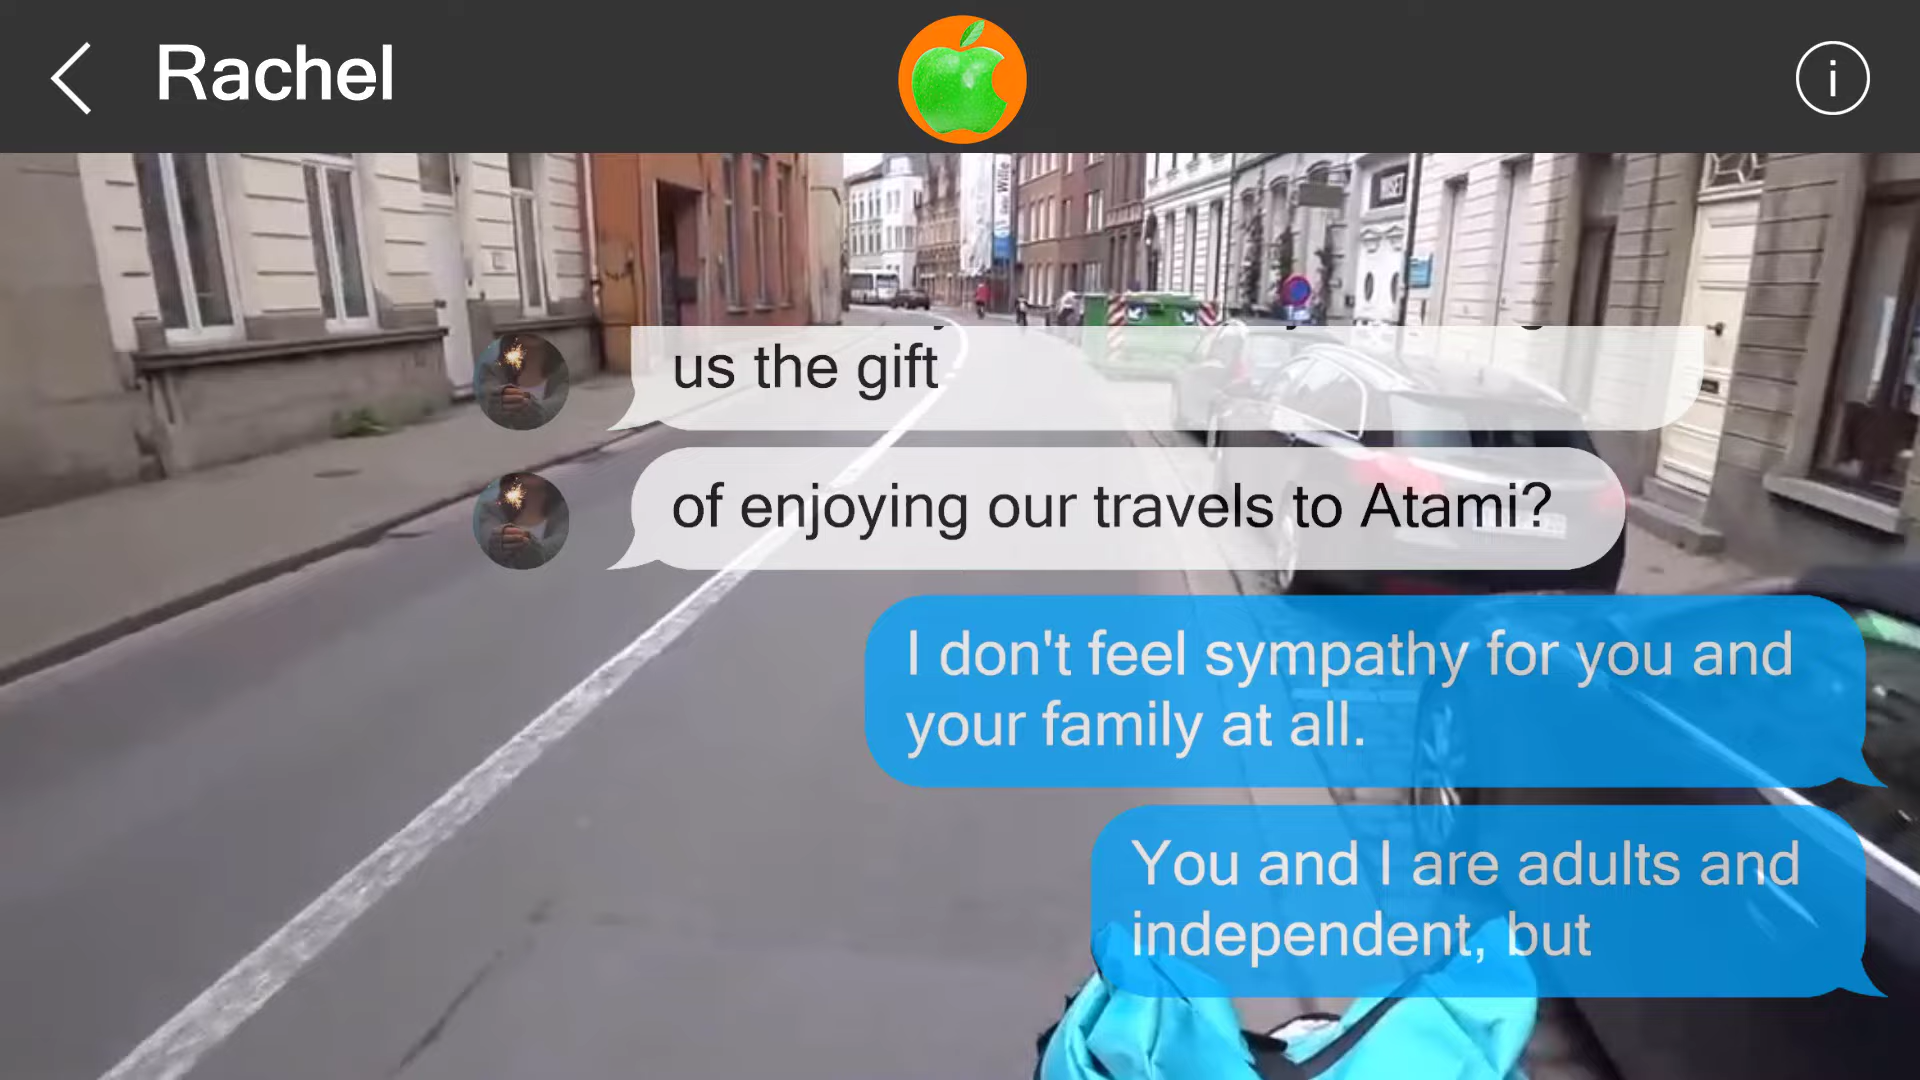 Rachel
us the gift
of enjoying our travels to Atami?
I don't feel sympathy for you and
your family at all.
You and I are adults and
independent, but